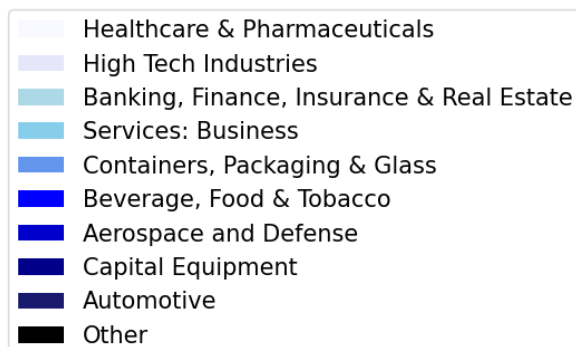 Healthcare & Pharmaceuticals
High Tech Industries
Banking, Finance, Insurance & Real Estate
Services: Business
Containers, Packaging & Glass
Beverage, Food & Tobacco
Aerospace and Defense
Capital Equipment
Automotive
Other